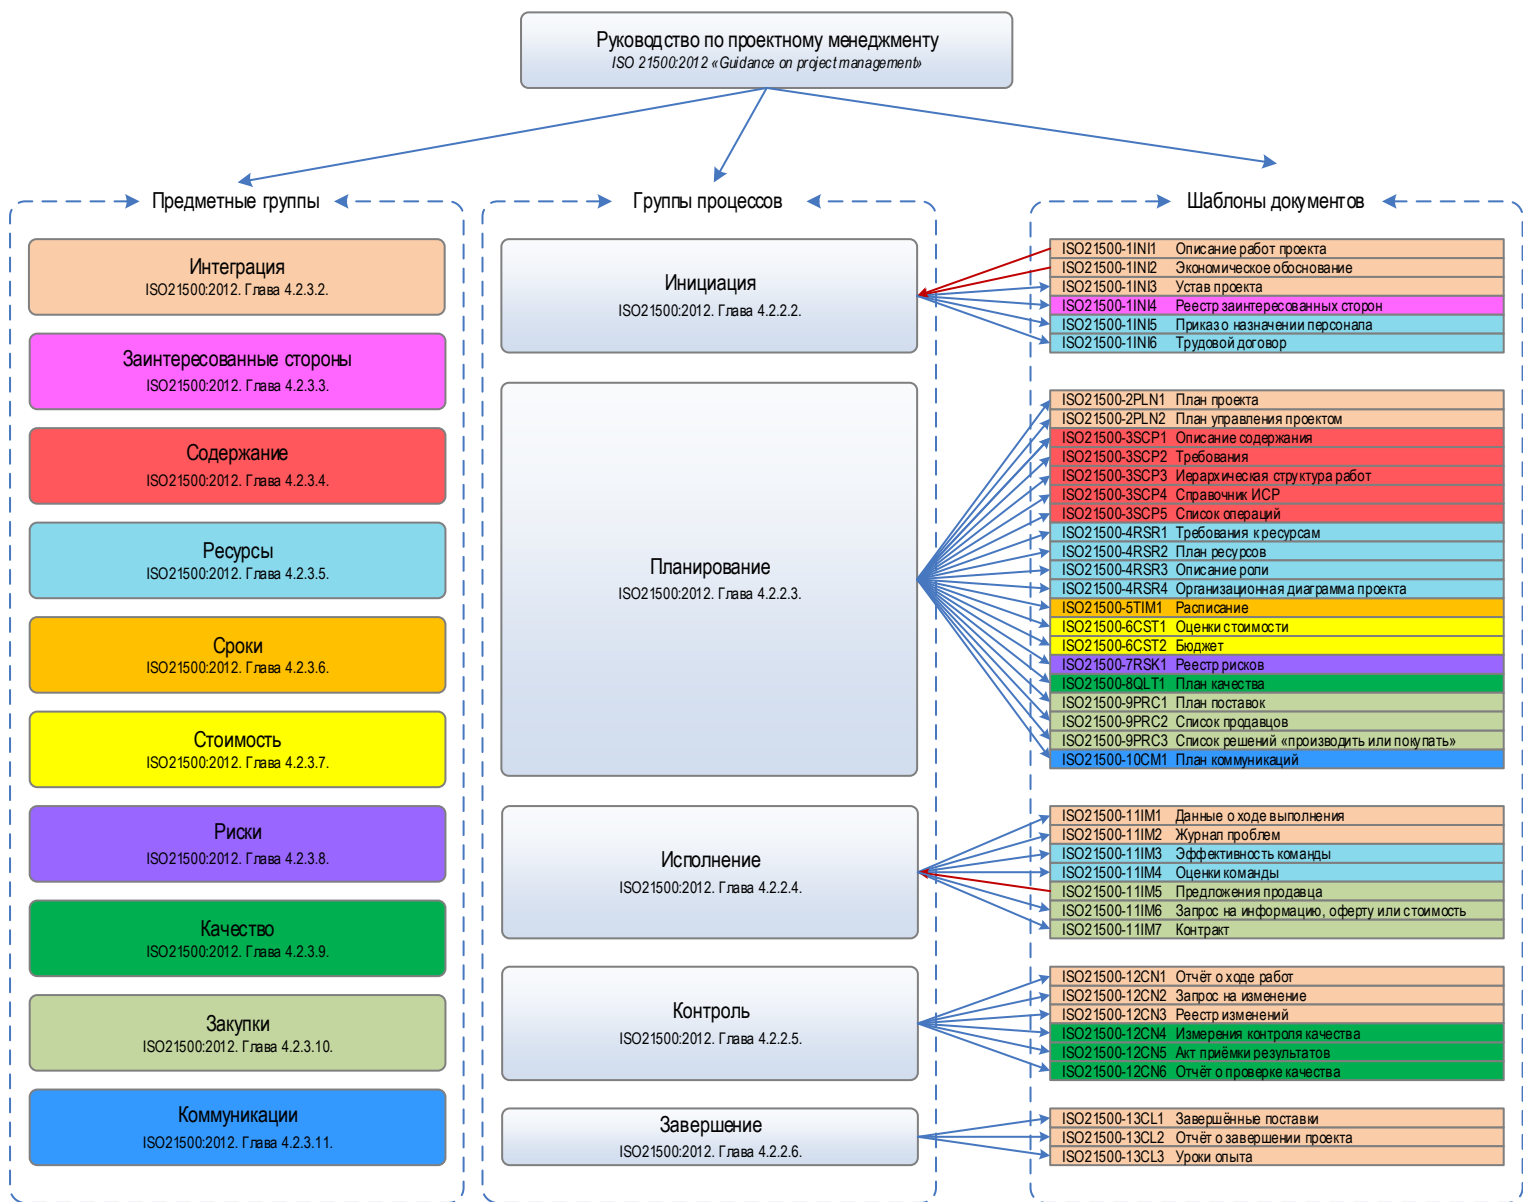 Руководство по проектному менеджменту
ISO 21500:2012 «Guidance on project management»
Предметные группы
Интеграция
ISO21500:2012. Глава 4.2.3.2.
Заинтересованные стороны
ISO21500:2012. Глава 4.2.3.3.
Содержание
ISO21500:2012. Глава 4.2.3.4.
Ресурсы
ISO21500:2012. Глава 4.2.3.5.
Сроки
ISO21500:2012. Глава 4.2.3.6.
Стоимость
ISO21500:2012. Глава 4.2.3.7.
Риски
ISO21500:2012. Глава 4.2.3.8.
Качество
ISO21500:2012. Глава 4.2.3.9.
Закупки
ISO21500:2012. Глава 4.2.3.10.
Коммуникации
ISO21500:2012. Глава 4.2.3.11.
Группы процессов
Инициация
ISO21500:2012. Глава 4.2.2.2.
Планирование
ISO21500:2012. Глава 4.2.2.3.
Исполнение
ISO21500:2012. Глава 4.2.2.4.
Контроль
ISO21500:2012. Глава 4.2.2.5.
Завершение
ISO21500:2012. Глава 4.2.2.6.
Шаблоны документов
ISO21500-1INI1 Описание работ проекта
ISO21500-1INI2 Экономическое обоснование
ISO21500-1INI3 Устав проекта
ISO21500-1INI4 Реестр заинтересованных сторон
ISO21500-1INI5 Приказ о назначении персонала
ISO21500-1INI6 Трудовой договор
ISO21500-2PLN1 План проекта
ISO21500-2PLN2 План управления проектом
ISO21500-3SCP1 Описание содержания
ISO21500-3SCP2 Требования
ISO21500-3SCP3 Иерархическая структура работ
ISO21500-3SCP4 Справочник ИСР
ISO21500-3SCP5 Список операций
ISO21500-4RSR1 Требования к ресурсам
ISO21500-4RSR2 План ресурсов
ISO21500-4RSR3 Описание роли
ISO21500-4RSR4 Организационная диаграмма проекта
ISO21500-5TIM1 Расписание
ISO21500-6CST1 Оценки стоимости
ISO21500-6CST2 Бюджет
ISO21500-7RSK1 Реестр рисков
ISO21500-8QLT1 План качества
ISO21500-9PRC1 План поставок
ISO21500-9PRC2 Список продавцов
ISO21500-9PRC3 Список решений «производить или покупать»
ISO21500-10CM1 План коммуникаций
ISO21500-11IM1 Данные о ходе выполнения
ISO21500-11IM2 Журнал проблем
ISO21500-11IM3 Эффективность команды
ISO21500-11IM4 Оценки команды
ISO21500-11IM5 Предложения продавца
ISO21500-11IM6 Запрос на информацию, оферту или стоимость
ISO21500-11IM7 Контракт
ISO21500-12CN1 Отчёт о ходе работ
ISO21500-12CN2 Запрос на изменение
ISO21500-12CN3 Реестр изменений
ISO21500-12CN4 Измерения контроля качества
ISO21500-12CN5 Акт приёмки результатов
ISO21500-12CN6 Отчёт о проверке качества
ISO21500-13CL1 Завершённые поставки
ISO21500-13CL2 Отчёт о завершении проекта
ISO21500-13CL3 Уроки опыта